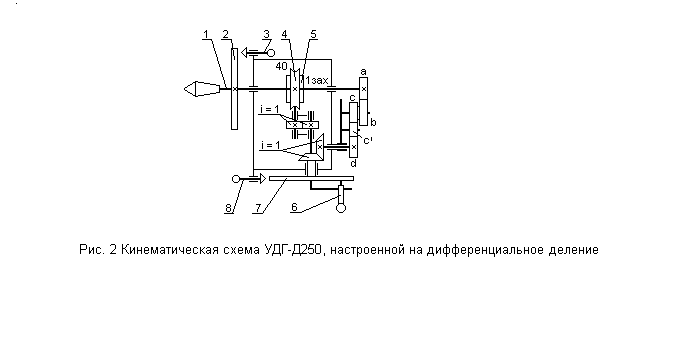 1 2 3 4 5
40
1зах
a
i = 1
c
b
c'
i = 1
d
8 7 6
Рис. 2 Кинематическая схема УДГ-Д250, настроенной на дифференциальное деление